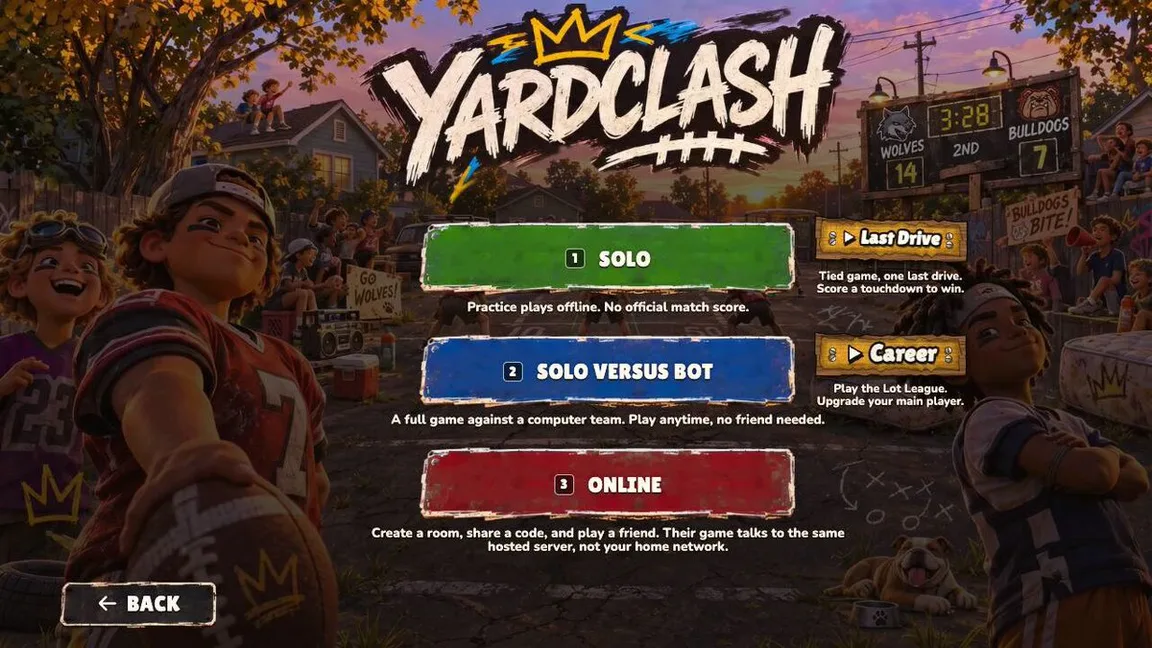 YARDCLASH
3:28
WOLVES
2ND
BULLDOGS
14
7
BULLDOGS
BITE!
GO
WOLVES!
23
7
1 SOLO
Practice plays offline. No official match score.
Last Drive
Tied game, one last drive.
Score a touchdown to win.
2 SOLO VERSUS BOT
A full game against a computer team. Play anytime, no friend needed.
Career
Play the Lot League.
Upgrade your main player.
3 ONLINE
Create a room, share a code, and play a friend. Their game talks to the same
hosted server, not your home network.
← BACK